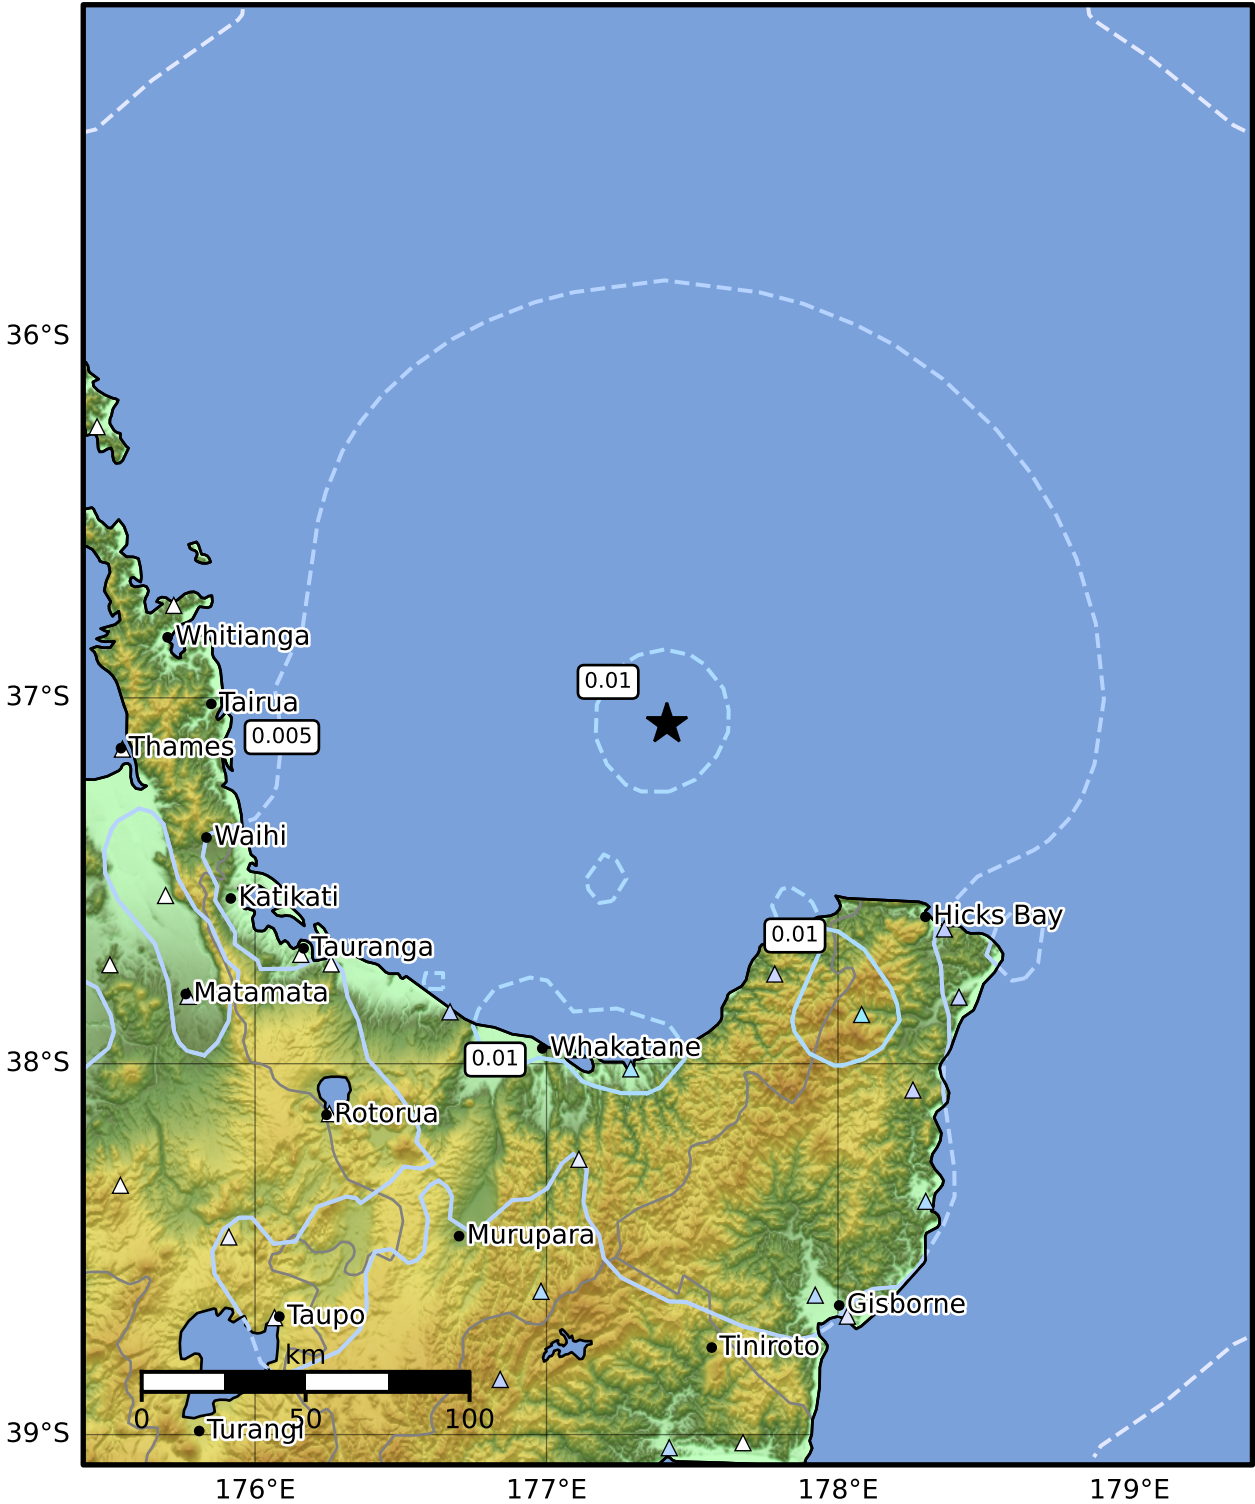 36°S
0.01
Whitianga
37°S
Tairua
0.005
Thames
Waihi
Katikati
Hicks Bay
0.01
Tauranga
Matamata
38°S
0.01
Whakatane
Rotorua
Murupara
Gisborne
Taupo
Tiniroto
km
0 50 100
Turangi
39°S
176°E 177°E 178°E 179°E